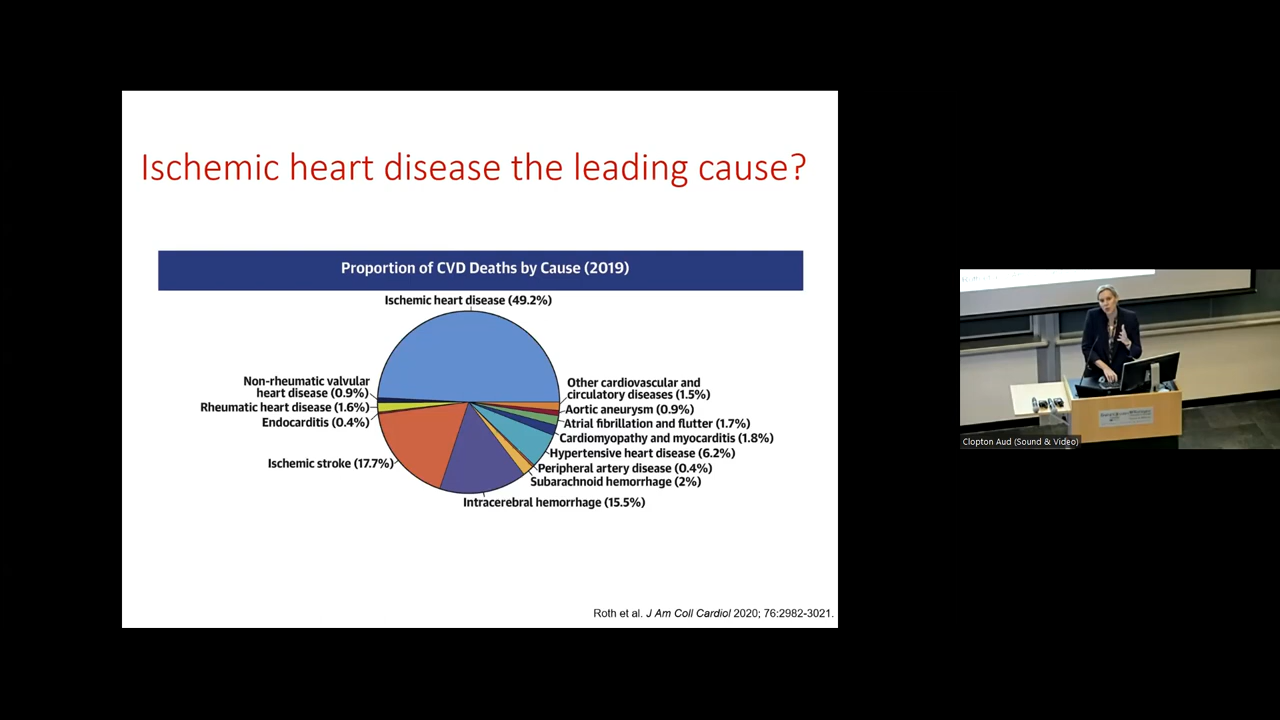 Ischemic heart disease the leading cause?
Proportion of CVD Deaths by Cause (2019)
Ischemic heart disease (49.2%)
Non-rheumatic valvular
heart disease (0.9%)
Rheumatic heart disease (1.6%)
Endocarditis (0.4%)
Ischemic stroke (17.7%)
Other cardiovascular and
circulatory diseases (1.5%)
Aortic aneurysm (0.9%)
Atrial fibrillation and flutter (1.7%)
Cardiomyopathy and myocarditis (1.8%)
Hypertensive heart disease (6.2%)
Peripheral artery disease (0.4%)
Subarachnoid hemorrhage (2%)
Intracerebral hemorrhage (15.5%)
Roth et al. J Am Coll Cardiol 2020; 76:2982-3021.
Clopton Aud (Sound & Video)